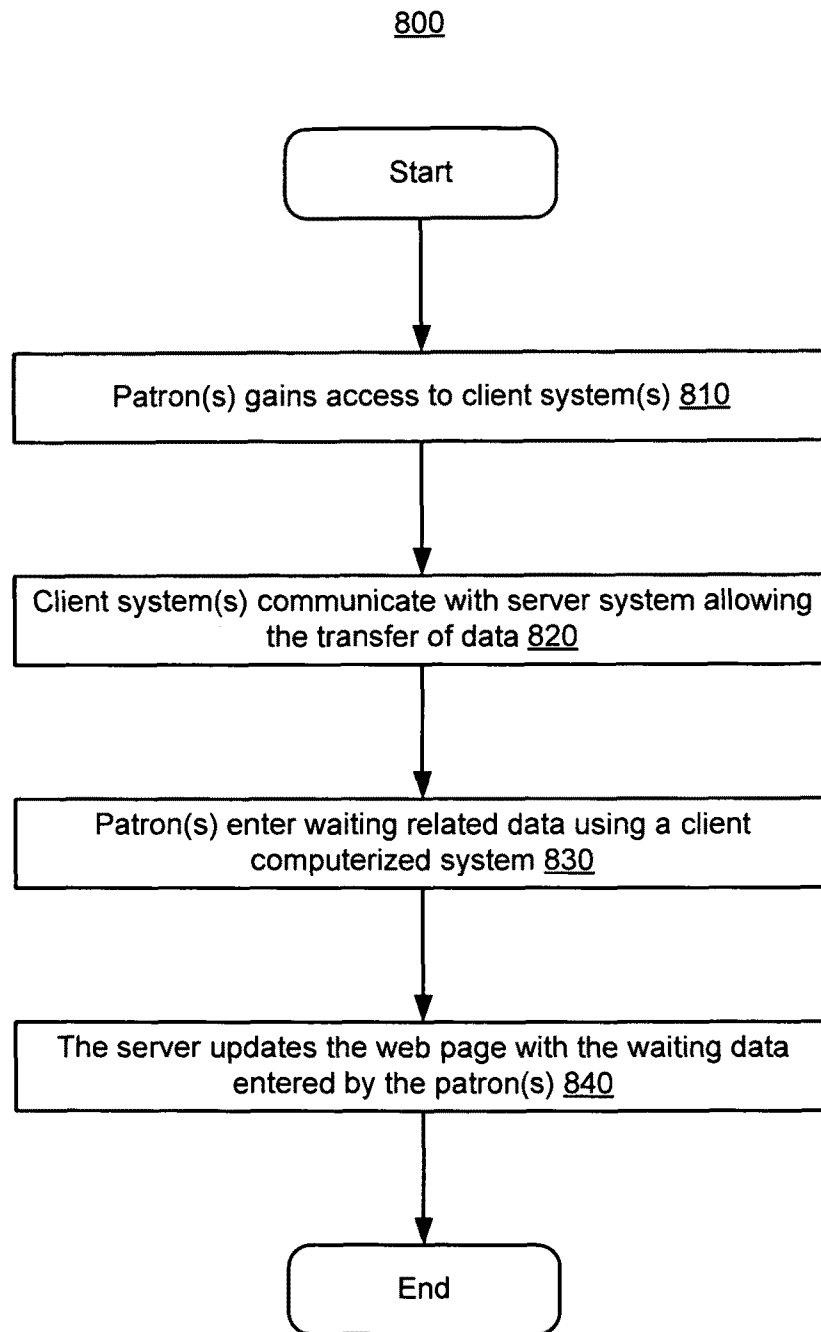 800
Start
Patron(s) gains access to client system(s) 810
Client system(s) communicate with server system allowing
the transfer of data 820
Patron(s) enter waiting related data using a client
computerized system 830
The server updates the web page with the waiting data
entered by the patron(s) 840
End